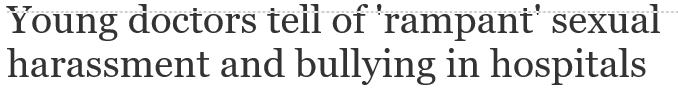 Young doctors tell of 'rampant' sexual
harassment and bullying in hospitals